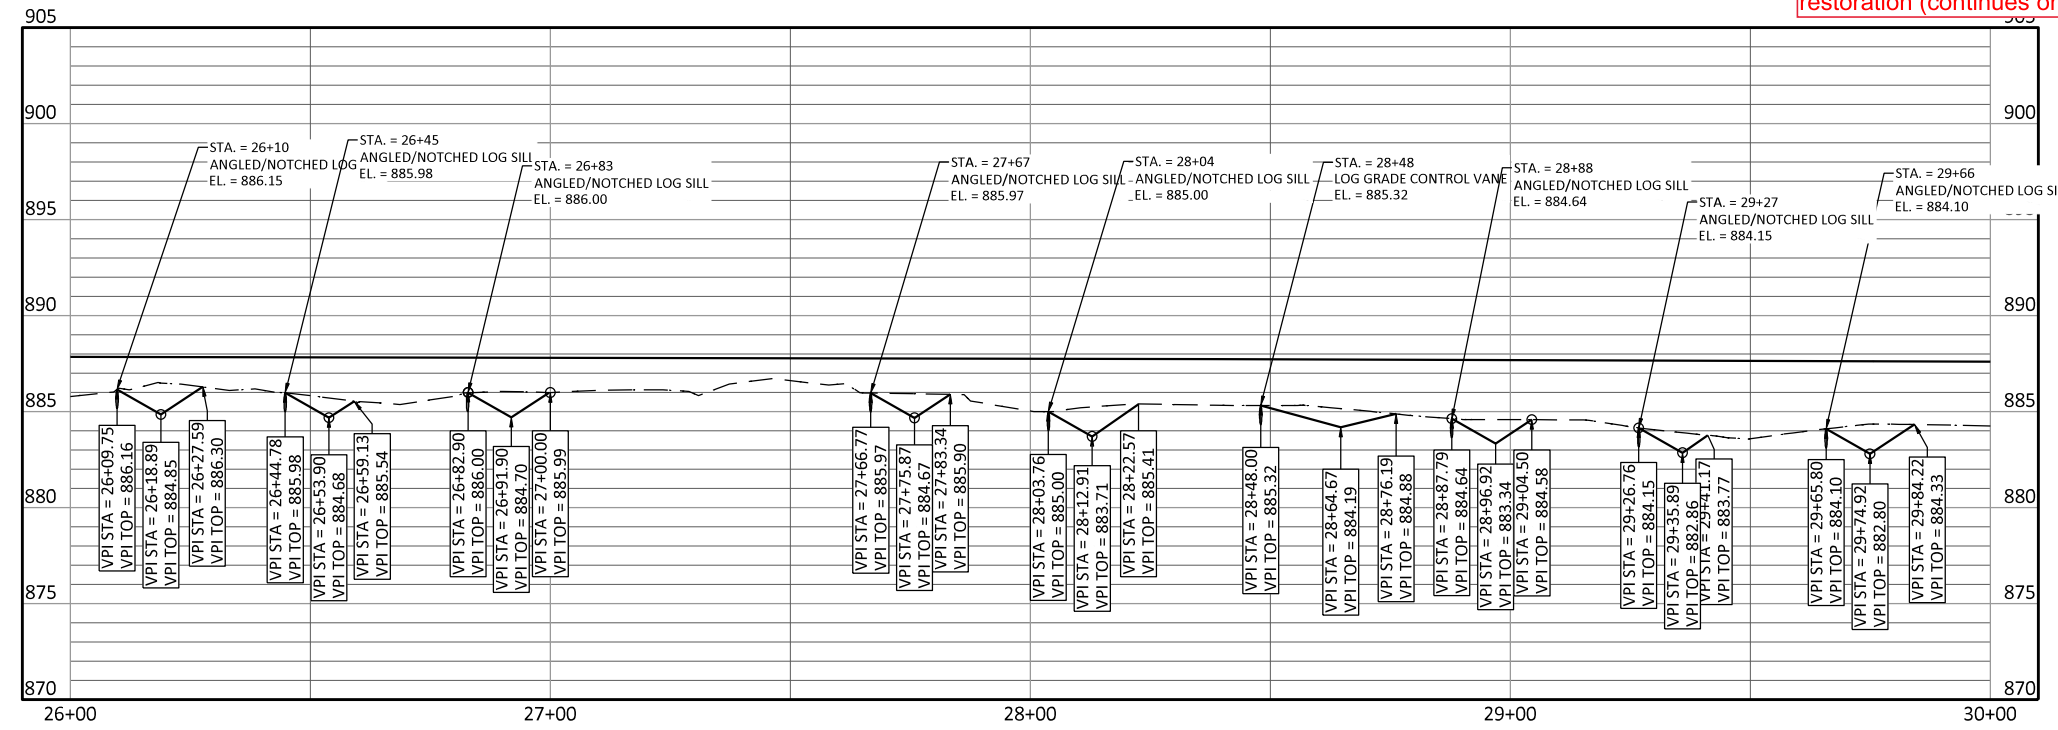 restoration (continues or
905
905
900
900
STA. = 26+10
ANGLED/NOTCHED LOG
EL. = 886.15
STA. = 26+45
ANGLED/NOTCHED LOG SILL
EL. = 885.98
STA. = 26+83
ANGLED/NOTCHED LOG SILL
EL. = 886.00
STA. = 27+67
ANGLED/NOTCHED LOG SILL
EL. = 885.97
STA. = 28+04
ANGLED/NOTCHED LOG SILL
EL. = 885.00
STA. = 28+48
LOG GRADE CONTROL VANE
EL. = 885.32
STA. = 28+88
ANGLED/NOTCHED LOG SILL
EL. = 884.64
STA. = 29+27
ANGLED/NOTCHED LOG SILL
EL. = 884.15
STA. = 29+66
ANGLED/NOTCHED LOG SI
EL. = 884.10
895
890
890
885
885
VPI STA = 26+09.75
VPI TOP = 886.16
VPI STA = 26+18.89
VPI TOP = 884.85
VPI STA = 26+27.59
VPI TOP = 886.30
VPI STA = 26+44.78
VPI TOP = 885.98
VPI STA = 26+53.90
VPI TOP = 884.68
VPI STA = 26+59.13
VPI TOP = 885.54
VPI STA = 26+82.90
VPI TOP = 886.00
VPI STA = 26+91.90
VPI TOP = 884.70
VPI STA = 27+00.00
VPI TOP = 885.99
VPI STA = 27+66.77
VPI TOP = 885.97
VPI STA = 27+75.87
VPI TOP = 884.67
VPI STA = 27+83.34
VPI TOP = 885.90
VPI STA = 28+03.76
VPI TOP = 885.00
VPI STA = 28+12.91
VPI TOP = 883.71
VPI STA = 28+22.57
VPI TOP = 885.41
VPI STA = 28+48.00
VPI TOP = 885.32
VPI STA = 28+64.67
VPI TOP = 884.19
VPI STA = 28+76.19
VPI TOP = 884.88
VPI STA = 28+87.79
VPI TOP = 884.64
VPI STA = 28+96.92
VPI TOP = 883.34
VPI STA = 29+04.50
VPI TOP = 884.58
VPI STA = 29+26.76
VPI TOP = 884.15
VPI STA = 29+35.89
VPI TOP = 882.86
VPI STA = 29+41.17
VPI TOP = 883.77
VPI STA = 29+65.80
VPI TOP = 884.10
VPI STA = 29+74.92
VPI TOP = 882.80
VPI STA = 29+84.22
VPI TOP = 884.33
880
880
875
875
870
870
26+00
27+00
28+00
29+00
30+00